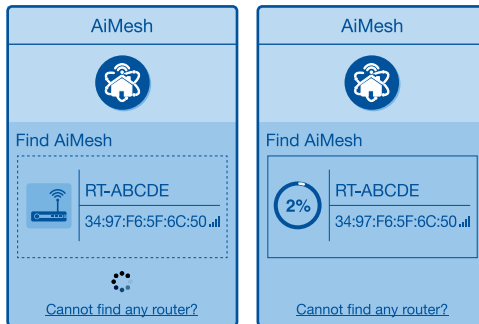 AiMesh
Find AiMesh
RT-ABCDE
34:97:F6:5F:6C:50
Cannot find any router?
AiMesh
Find AiMesh
2%
RT-ABCDE
34:97:F6:5F:6C:50
Cannot find any router?